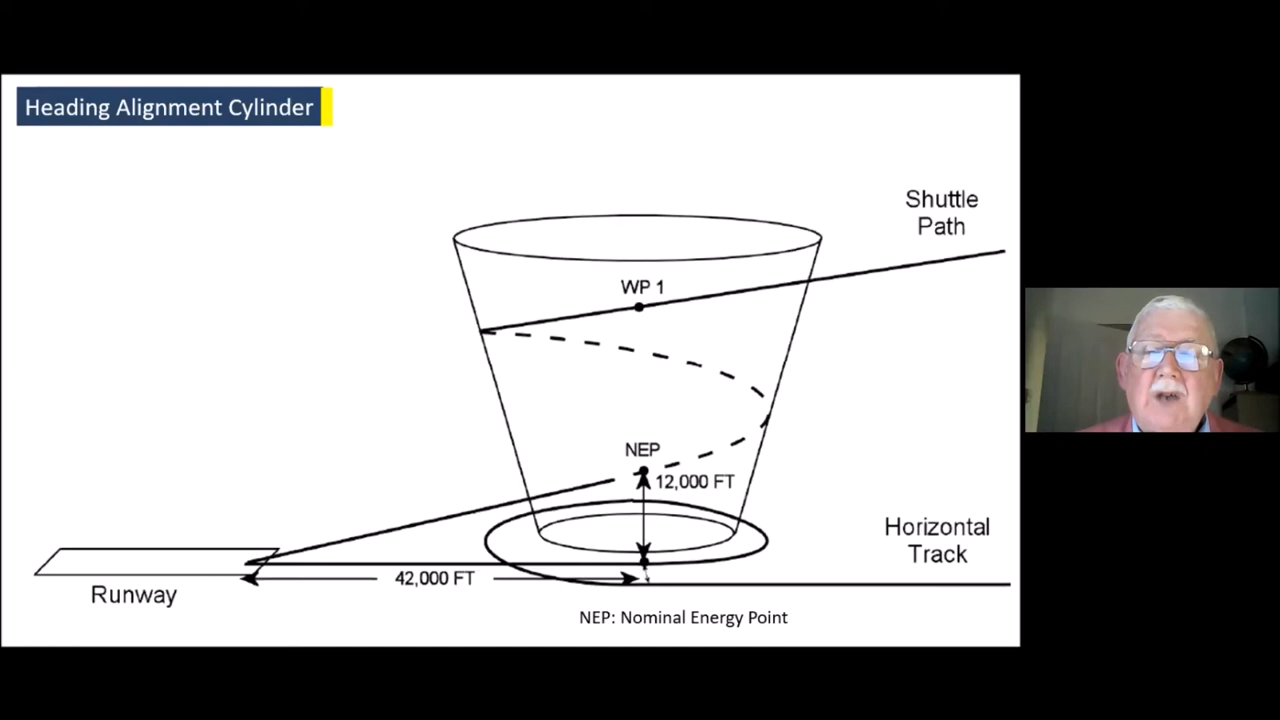 Heading Alignment Cylinder
Shuttle
Path
WP 1
NEP
12,000 FT
Horizontal
Track
42,000 FT
Runway
NEP: Nominal Energy Point